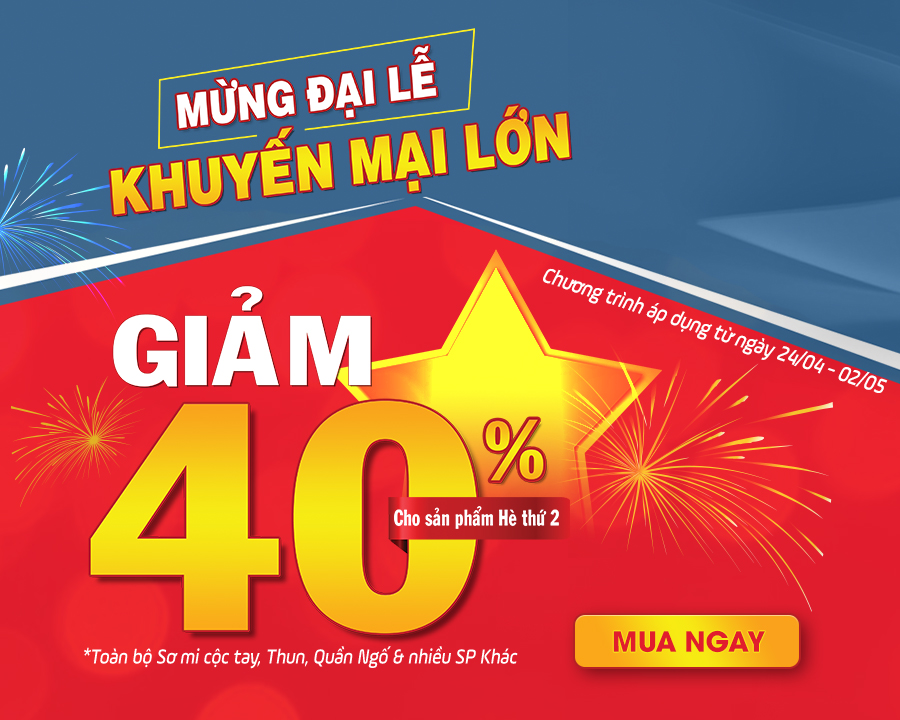 MỪNG ĐẠI LỄ
KHUYẾN MẠI LỚN
Chương trình áp dụng từ ngày 24/04 - 02/05
GIẢM
40%
Cho sản phẩm Hè thứ 2
*Toàn bộ Sơ mi cộc tay, Thun, Quần Ngố & nhiều SP Khác
MUA NGAY